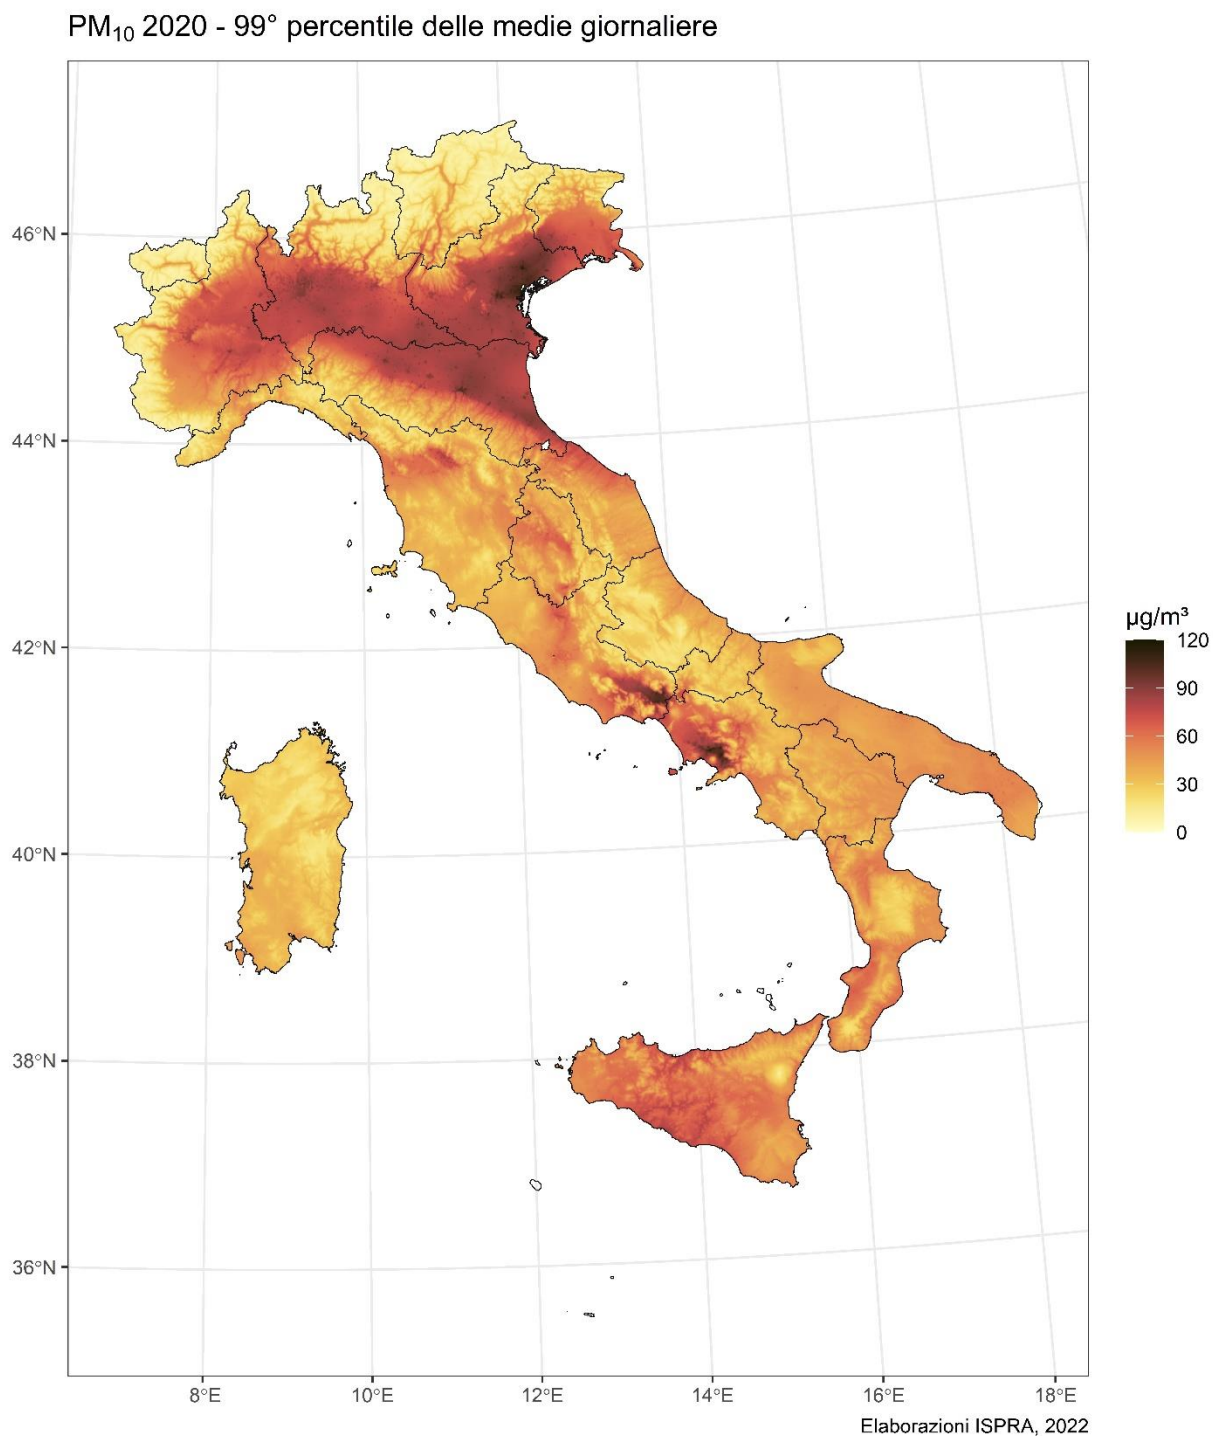 PM₁₀ 2020 - 99° percentile delle medie giornaliere
46°N
44°N
42°N
40°N
38°N
36°N
8°E
10°E
12°E
14°E
16°E
18°E
µg/m³
120
90
60
30
0
Elaborazioni ISPRA, 2022